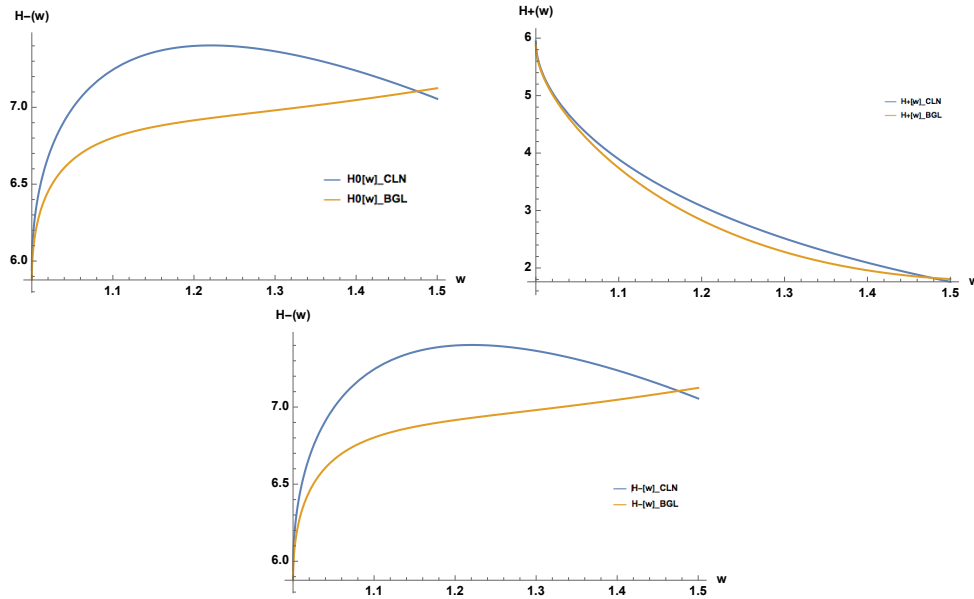 H−(w)
7.0
6.5
6.0
H0[w]_CLN
H0[w]_BGL
1.1 1.2 1.3 1.4 1.5 w
H+(w)
6
5
4
3
2
H+[w]_CLN
H+[w]_BGL
1.1 1.2 1.3 1.4 1.5 w
H−(w)
7.0
6.5
6.0
H−[w]_CLN
H−[w]_BGL
1.1 1.2 1.3 1.4 1.5 w